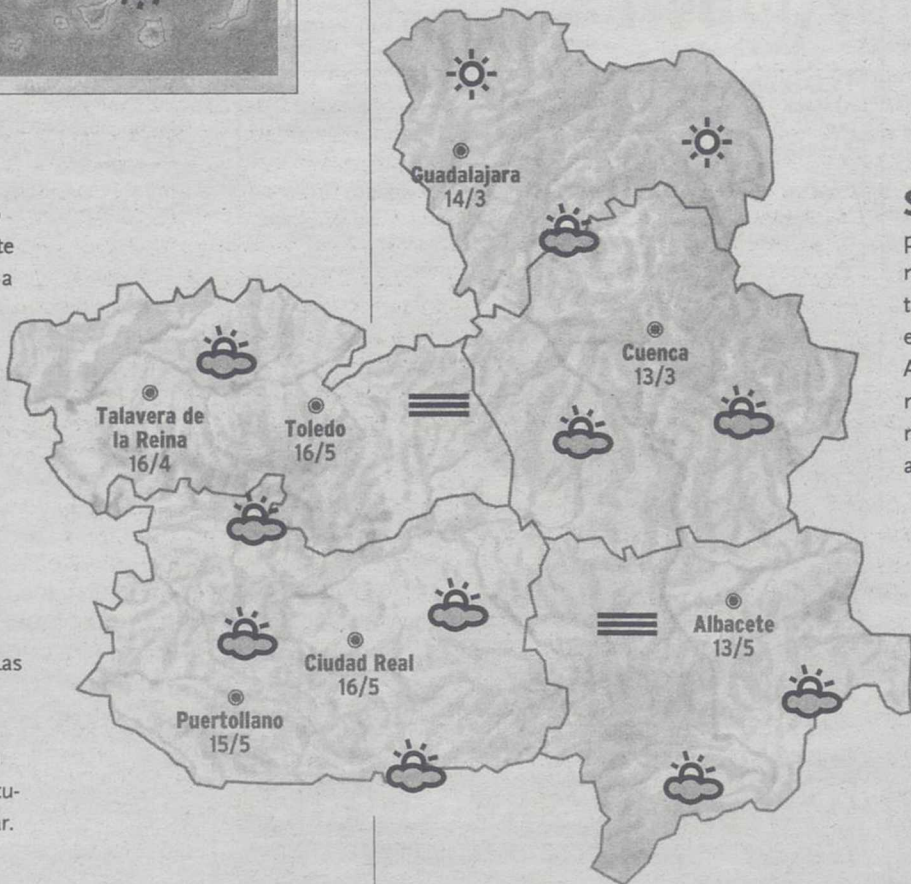 Guadalajara
14/3
Cuenca
13/3
Talavera de
la Reina
16/4
Toledo
16/5
Ciudad Real
16/5
Puertollano
15/5
Albacete
13/5